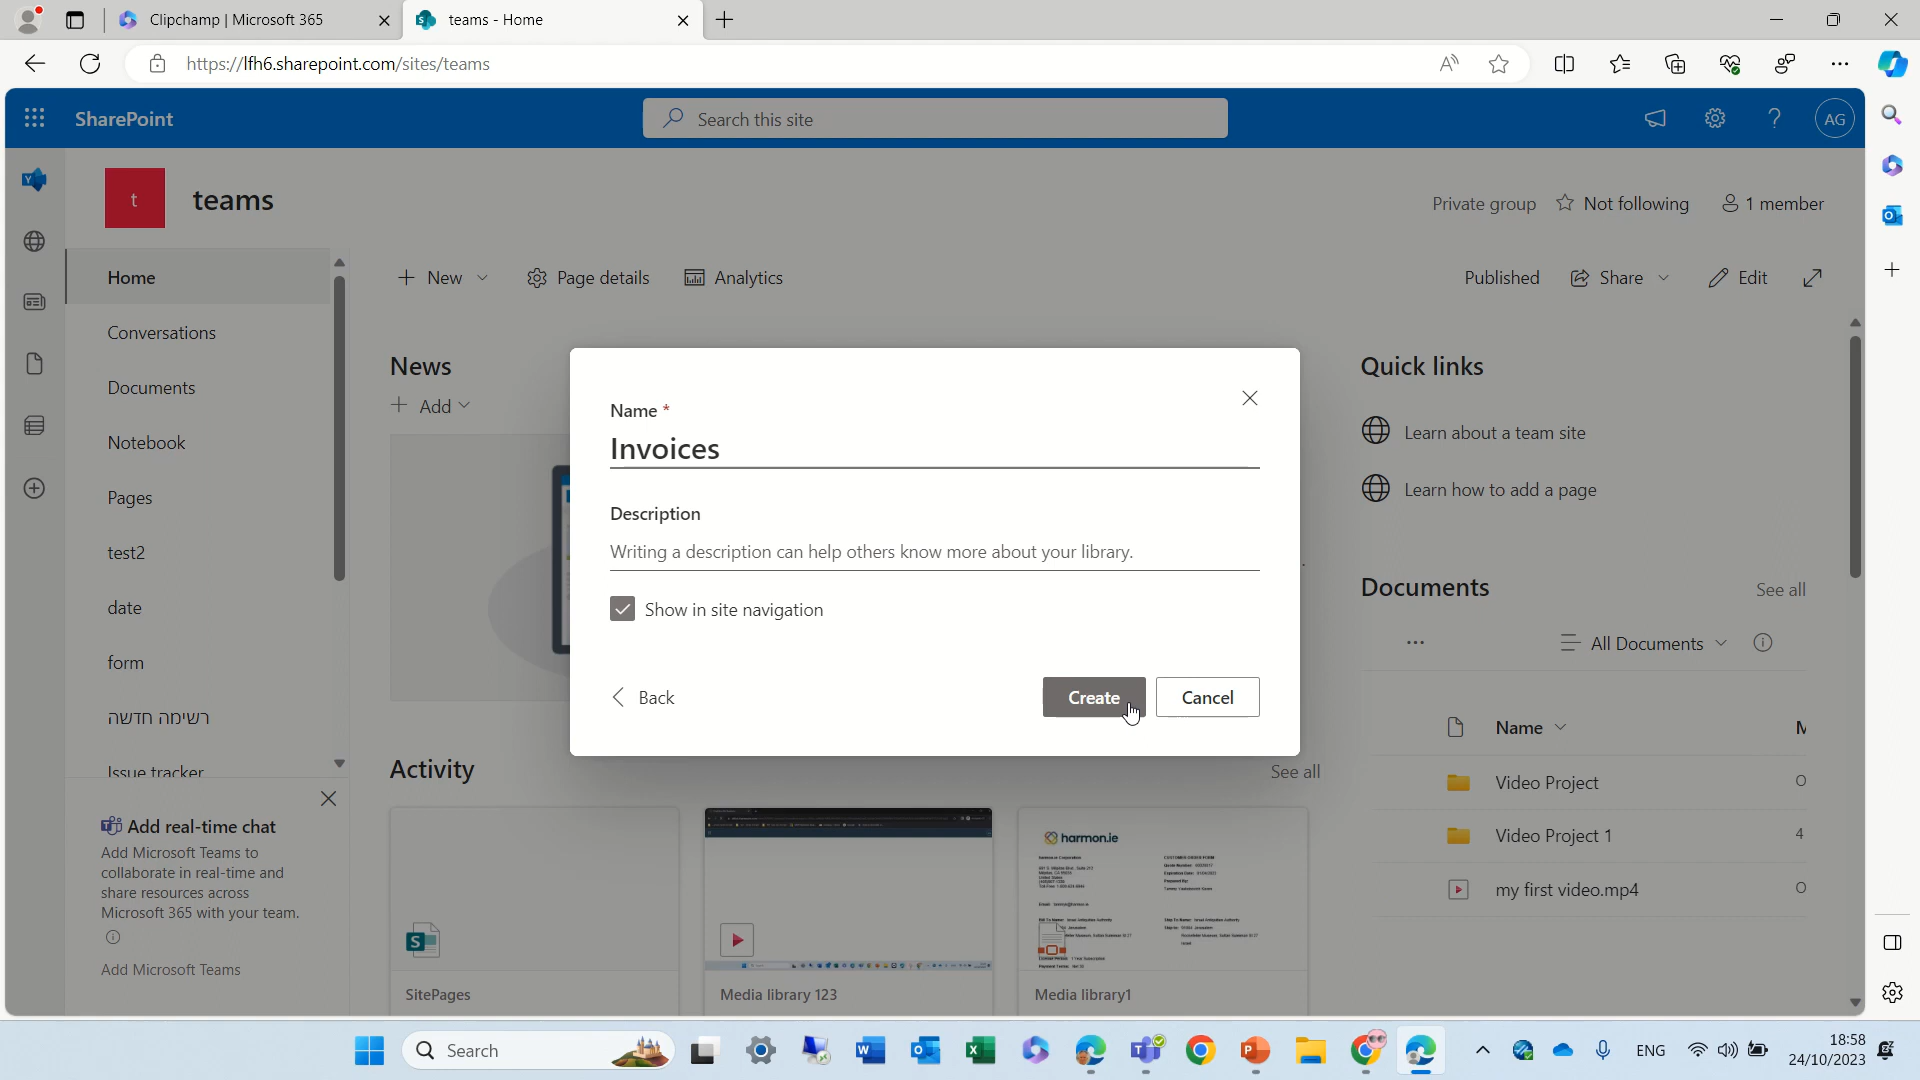 Clipchamp | Microsoft 365
teams - Home
https://lfh6.sharepoint.com/sites/teams
SharePoint
Search this site
AG
t
teams
Private group
Not following
1 member
Home
New
Page details
Analytics
Published
Share
Edit
Conversations
Documents
Notebook
Pages
test2
date
form
רשימה חדשה
Issue tracker
News
Add
Name *
Invoices
Description
Writing a description can help others know more about your library.
Show in site navigation
Back
Create
Cancel
Quick links
Learn about a team site
Learn how to add a page
Documents
See all
All Documents
Name
Video Project
Video Project 1
4
my first video.mp4
Activity
See all
harmon.ie
CUSTOMER ORDER FORM
SitePages
Media library 123
Media library1
Add real-time chat
Add Microsoft Teams to
collaborate in real-time and
share resources across
Microsoft 365 with your team.
Add Microsoft Teams
Search
ENG
18:58
24/10/2023